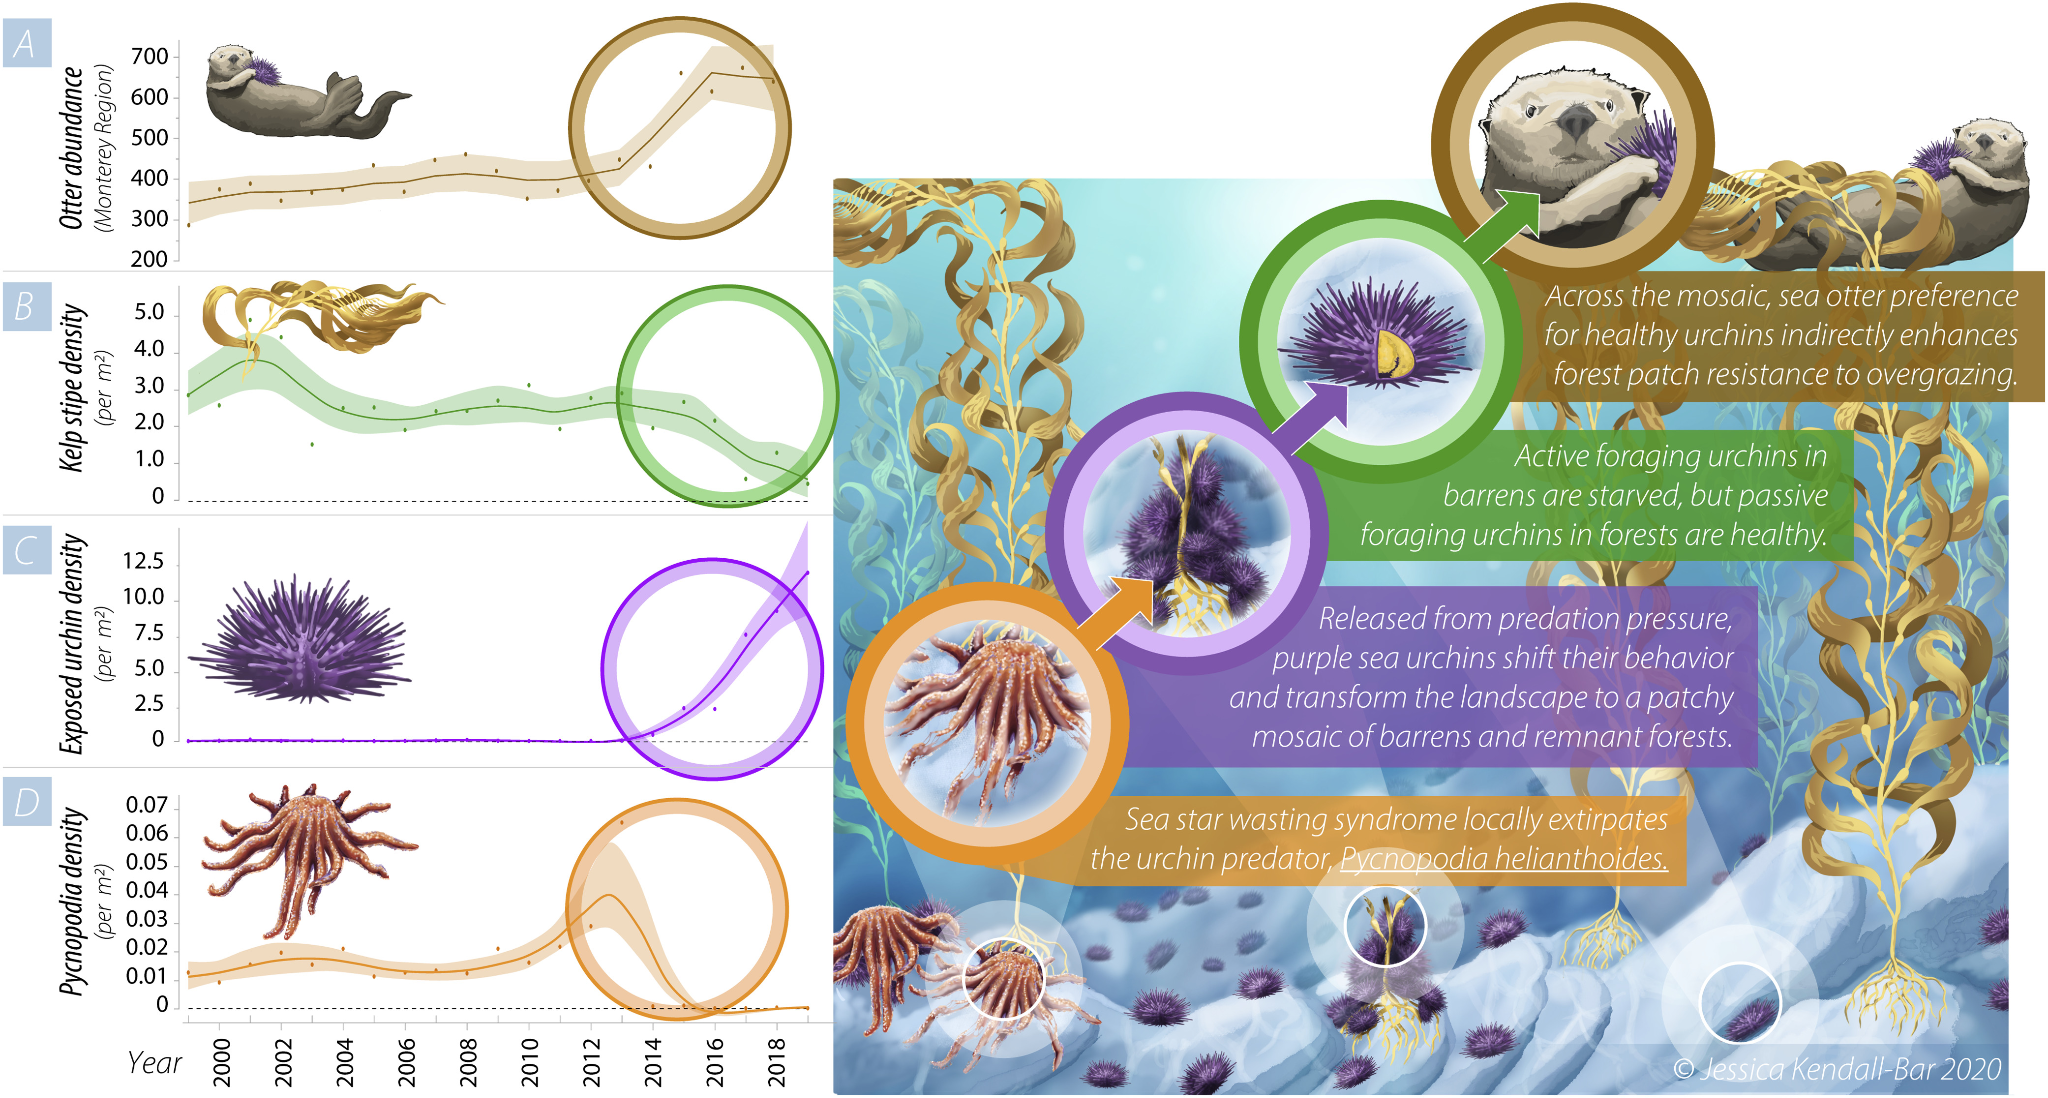 A
Otter abundance
(Monterey Region)
700
600
500
400
300
200
B
Kelp stipe density
(per m²)
5.0
4.0
3.0
2.0
1.0
0
C
Exposed urchin density
(per m²)
12.5
10.0
7.5
5.0
2.5
0
D
Pycnopodia density
(per m²)
0.07
0.06
0.05
0.04
0.03
0.02
0.01
0
Year
2000
2002
2004
2006
2008
2010
2012
2014
2016
2018
Across the mosaic, sea otter preference
for healthy urchins indirectly enhances
forest patch resistance to overgrazing.
Active foraging urchins in
barrens are starved, but passive
foraging urchins in forests are healthy.
Released from predation pressure,
purple sea urchins shift their behavior
and transform the landscape to a patchy
mosaic of barrens and remnant forests.
Sea star wasting syndrome locally extirpates
the urchin predator, Pycnopodia helianthoides.
© Jessica Kendall-Bar 2020